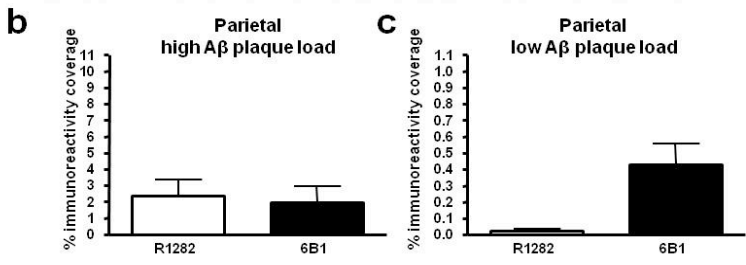 b
Parietal
high Aβ plaque load
% immunoreactivity coverage
11
10
9
8
7
6
5
4
3
2
1
0
R1282
6B1
c
Parietal
low Aβ plaque load
% immunoreactivity coverage
1.1
1.0
0.9
0.8
0.7
0.6
0.5
0.4
0.3
0.2
0.1
0.0
R1282
6B1